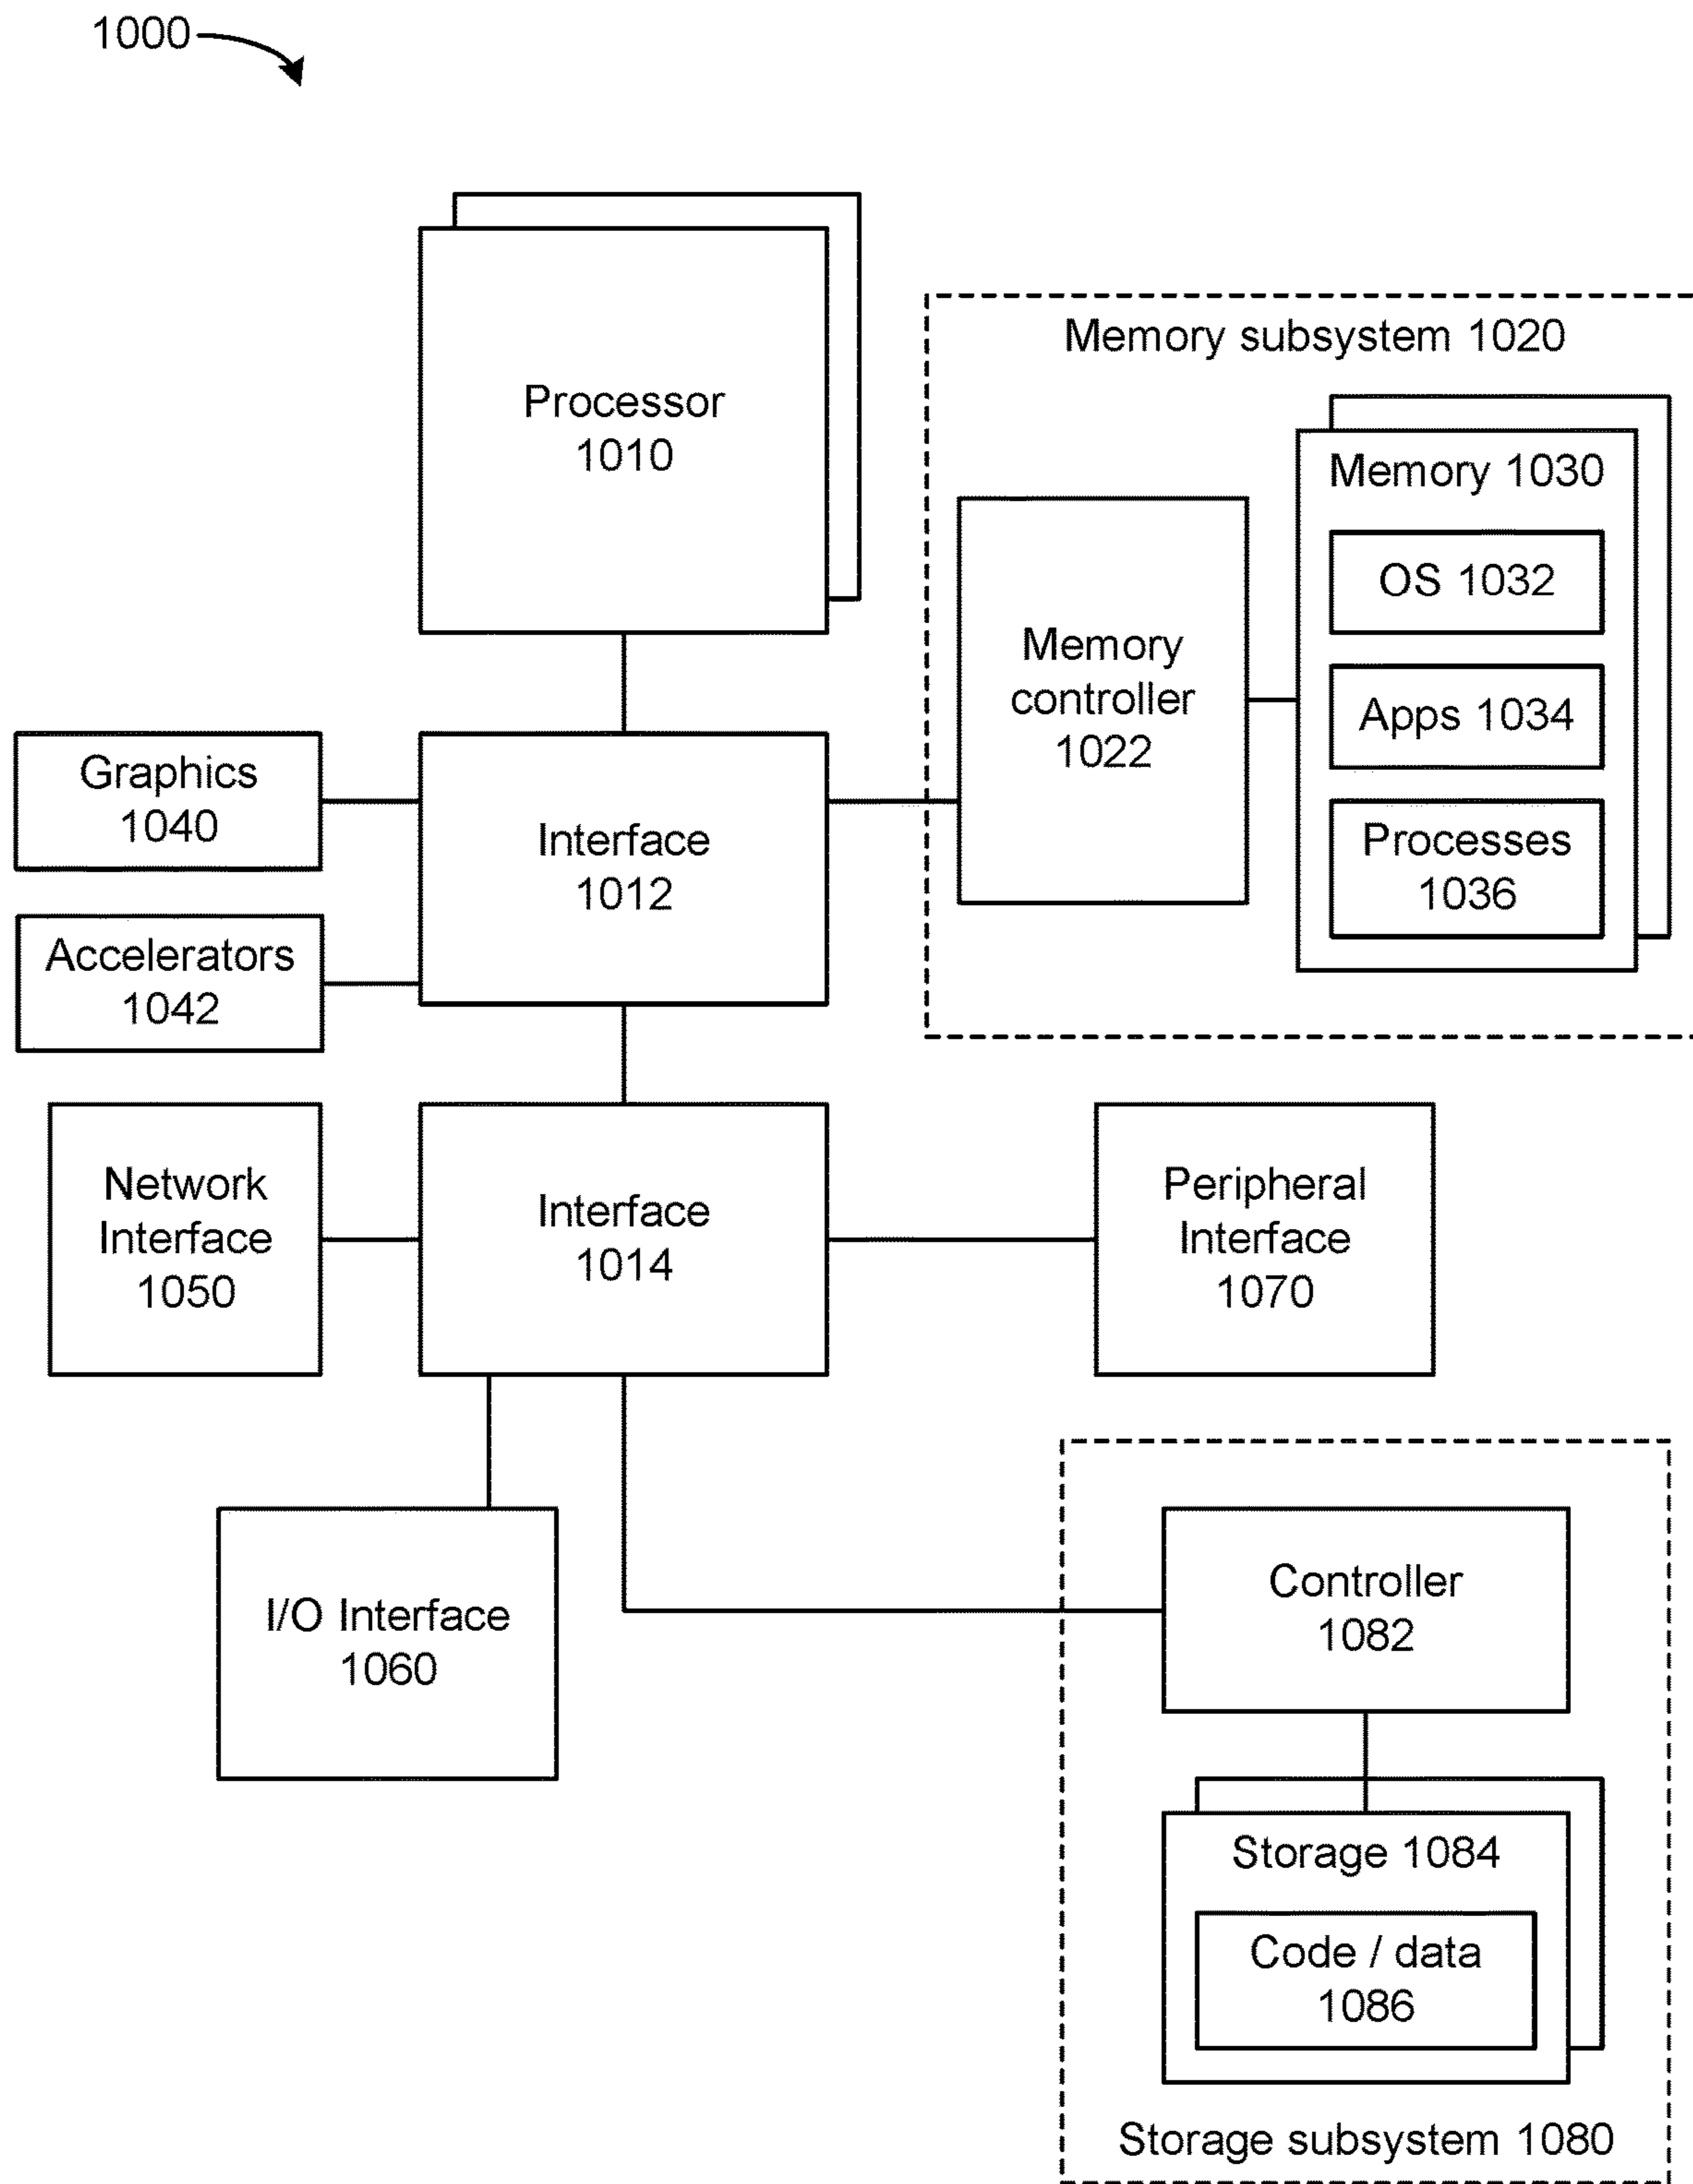 1000
Processor
1010
Memory subsystem 1020
Memory 1030
OS 1032
Apps 1034
Processes
1036
Memory
controller
1022
Graphics
1040
Interface
1012
Accelerators
1042
Network
Interface
1050
Interface
1014
Peripheral
Interface
1070
I/O Interface
1060
Controller
1082
Storage 1084
Code / data
1086
Storage subsystem 1080